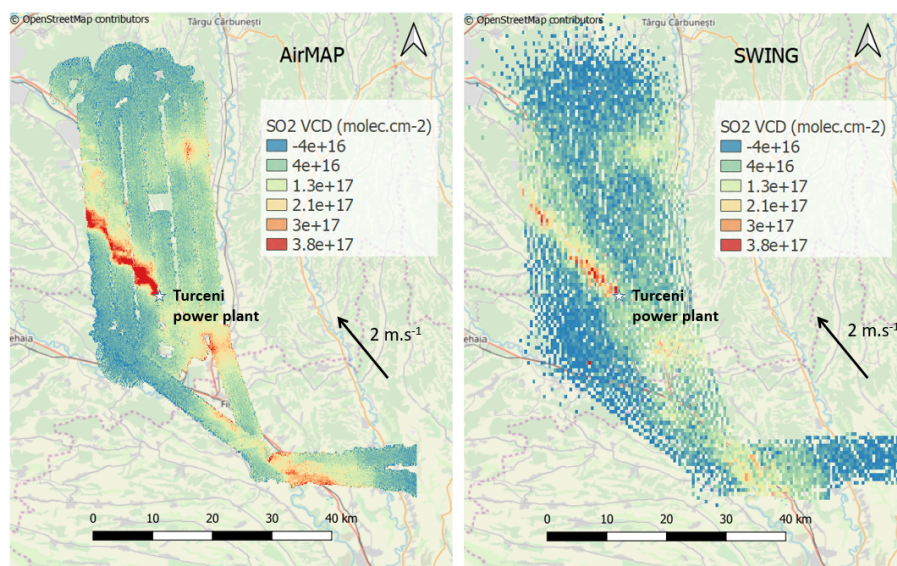 © OpenStreetMap contributors
Târgu Cărbunești
AirMAP
SO2 VCD (molec.cm-2)
-4e+16
4e+16
1.3e+17
2.1e+17
3e+17
3.8e+17
Turceni
power plant
2 m.s-1
ehaia
Fi
0 10 20 30 40 km
© OpenStreetMap contributors
Târgu Cărbunești
SWING
SO2 VCD (molec.cm-2)
-4e+16
4e+16
1.3e+17
2.1e+17
3e+17
3.8e+17
Turceni
power plant
2 m.s-1
ehaia
0 10 20 30 40 km